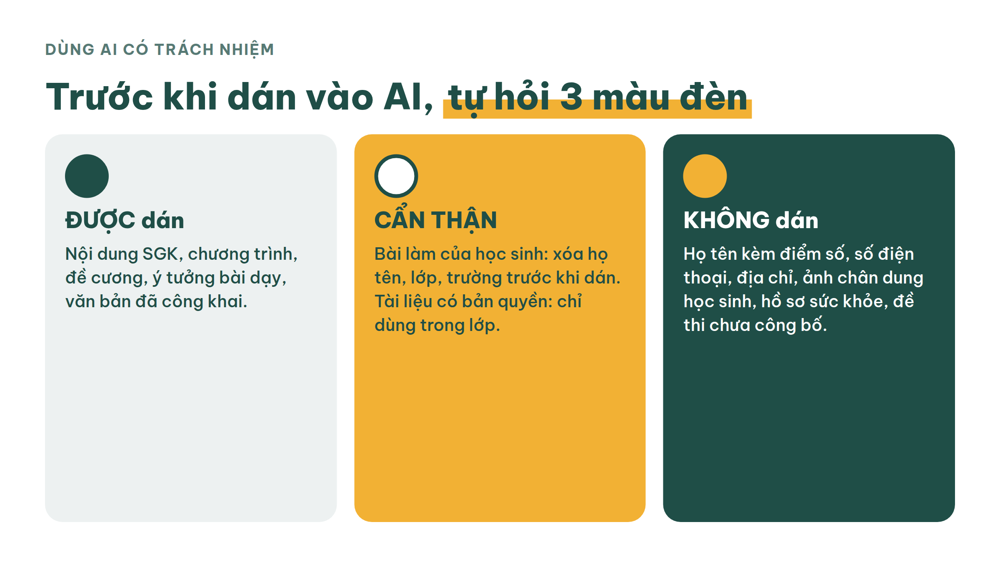 DÙNG AI CÓ TRÁCH NHIỆM
Trước khi dán vào AI, tự hỏi 3 màu đèn
ĐƯỢC dán
Nội dung SGK, chương trình,
đề cương, ý tưởng bài dạy,
văn bản đã công khai.
CẨN THẬN
Bài làm của học sinh: xóa họ
tên, lớp, trường trước khi dán.
Tài liệu có bản quyền: chỉ
dùng trong lớp.
KHÔNG dán
Họ tên kèm điểm số, số điện
thoại, địa chỉ, ảnh chân dung
học sinh, hồ sơ sức khỏe, đề
thi chưa công bố.